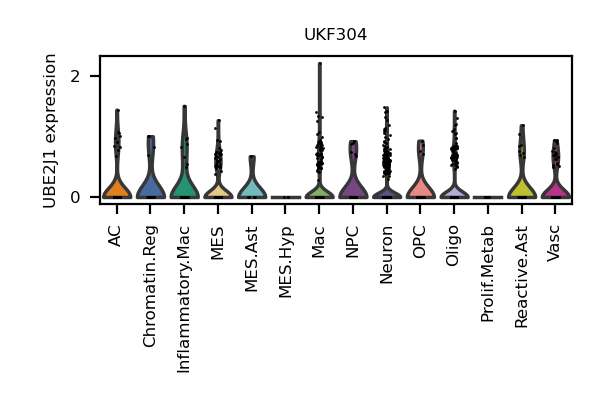 UKF304
UBE2J1 expression
2
0
AC
Chromatin.Reg
Inflammatory.Mac
MES
MES.Ast
MES.Hyp
Mac
NPC
Neuron
OPC
Oligo
Prolif.Metab
Reactive.Ast
Vasc